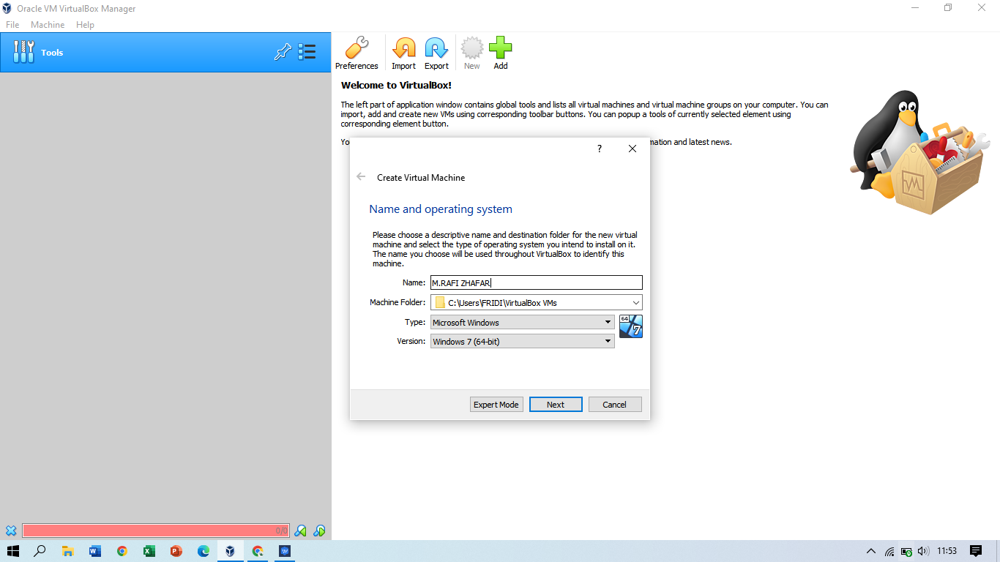 Oracle VM VirtualBox Manager
File Machine Help
Tools
Preferences Import Export New Add
Welcome to VirtualBox!
The left part of application window contains global tools and lists all virtual machines and virtual machine groups on your computer. You can
import, add and create new VMs using corresponding toolbar buttons. You can popup a tools of currently selected element using
corresponding element button.
and latest news.
?
Create Virtual Machine
Name and operating system
Please choose a descriptive name and destination folder for the new virtual
machine and select the type of operating system you intend to install on it.
The name you choose will be used throughout VirtualBox to identify this
machine.
Name: M.RAFI ZHAFAR
Machine Folder: C:\Users\FRIDI\VirtualBox VMs
Type: Microsoft Windows
64
7
Version: Windows 7 (64-bit)
Expert Mode Next Cancel
0/0
11:53